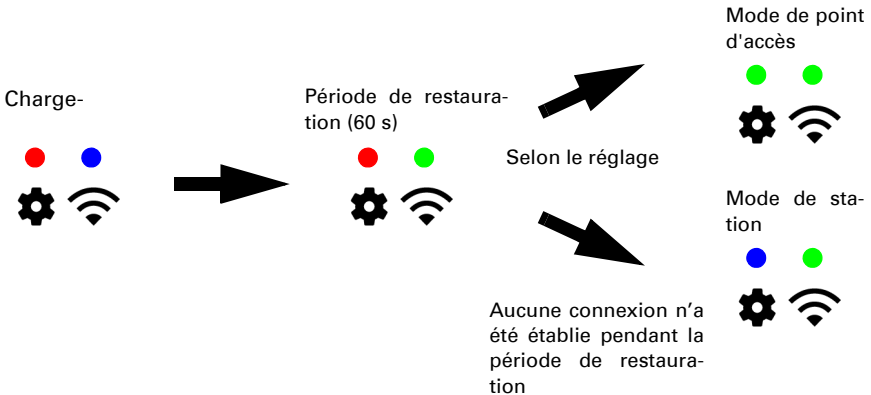 Charge-
Période de restaura-
tion (60 s)
Selon le réglage
Mode de point
d'accès
Mode de sta-
tion
Aucune connexion n’a
été établie pendant la
période de restaura-
tion